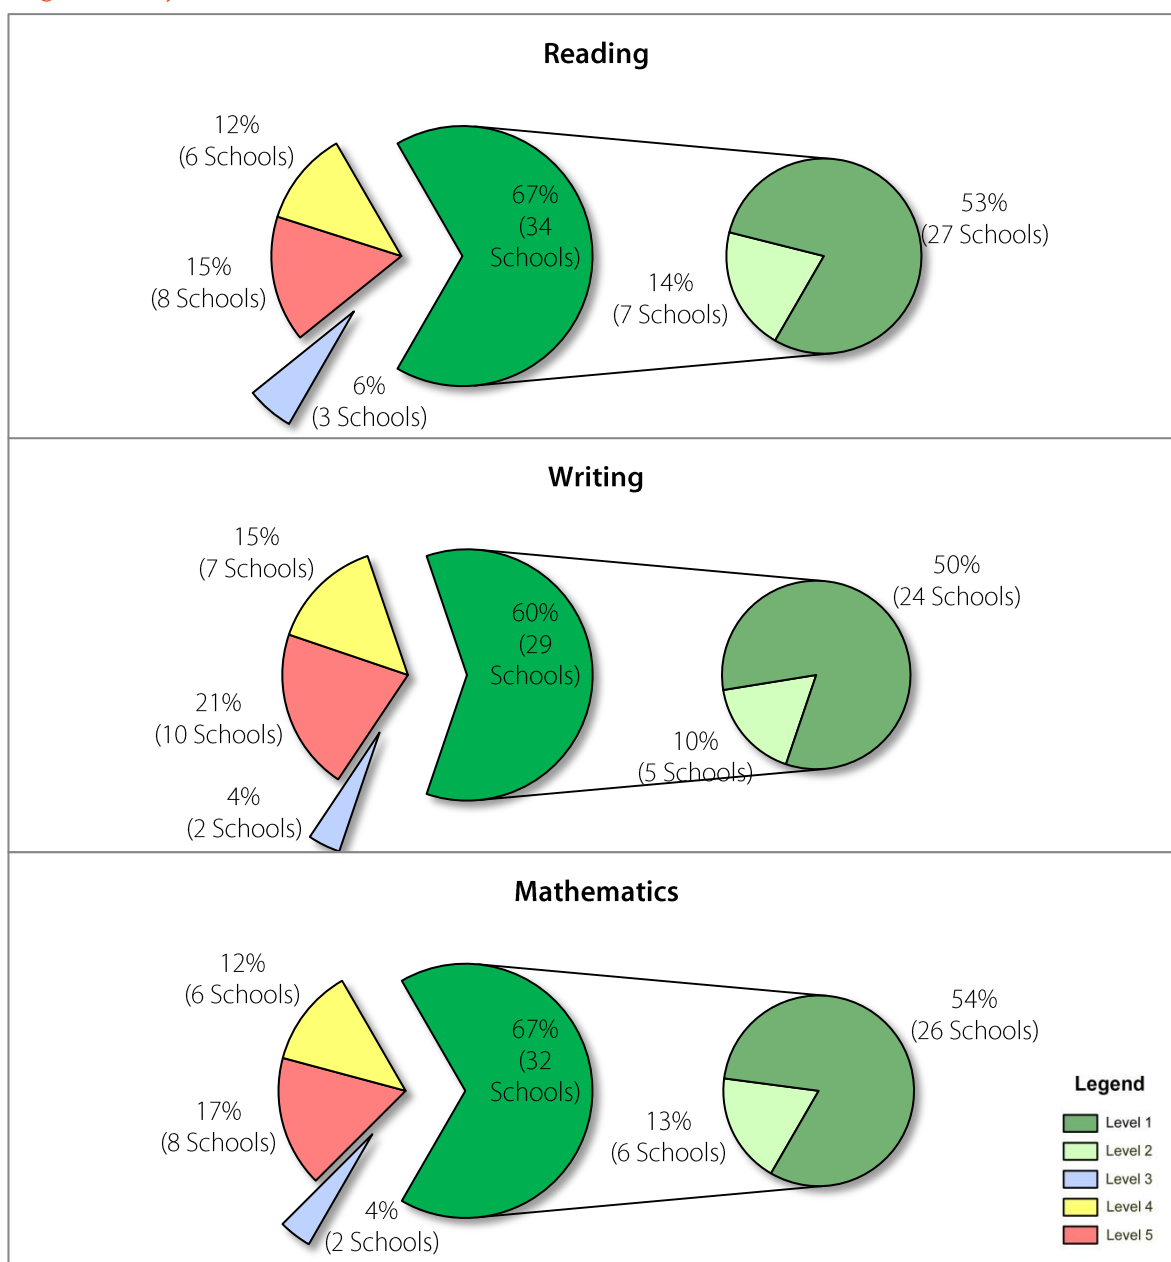 Reading
12%
(6 Schools)
67%
(34
Schools)
53%
(27 Schools)
15%
(8 Schools)
14%
(7 Schools)
6%
(3 Schools)
Writing
15%
(7 Schools)
50%
(24 Schools)
60%
(29
Schools)
21%
(10 Schools)
10%
(5 Schools)
4%
(2 Schools)
Mathematics
12%
(6 Schools)
54%
(26 Schools)
67%
(32
Schools)
17%
(8 Schools)
13%
(6 Schools)
4%
(2 Schools)
Legend
Level 1
Level 2
Level 3
Level 4
Level 5